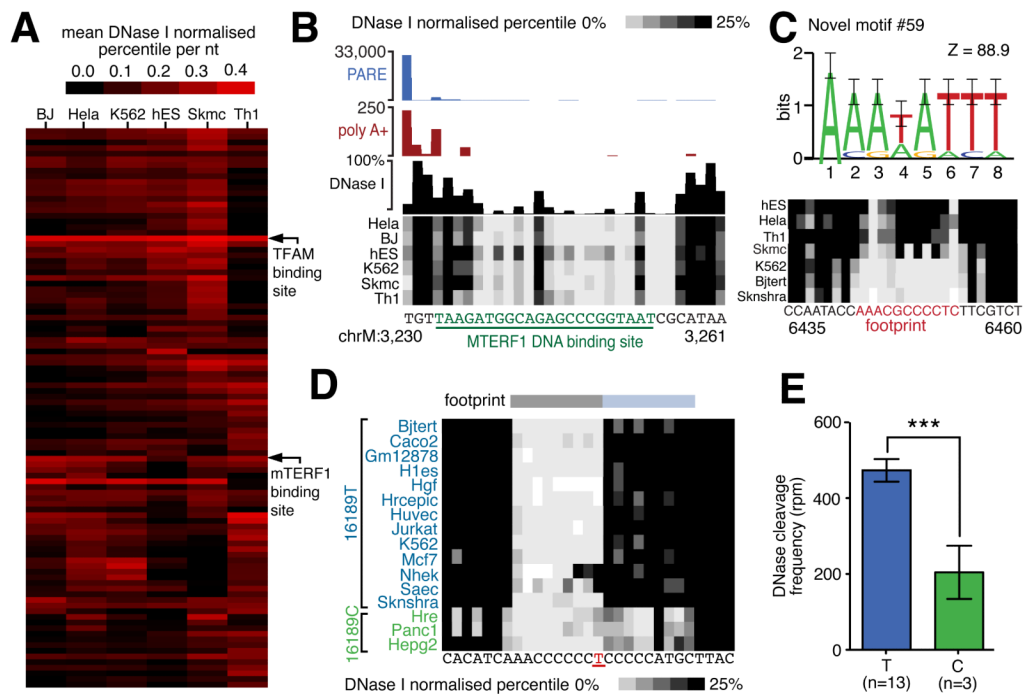 A
mean DNase I normalised
percentile per nt
0.0 0.1 0.2 0.3 0.4
BJ Hela K562 hES Skmc Th1
TFAM
binding
site
mTERF1
binding
site
B
DNase I normalised percentile 0% 25%
33,000
PARE
250
poly A+
100%
DNase I
Hela
BJ
hES
K562
Skmc
Th1
TGTTAAGATGGCAGAGCCCGGTAATCGCATAA
chrM:3,230 MTERF1 DNA binding site 3,261
C
Novel motif #59
Z = 88.9
bits
2
1
0
1 2 3 4 5 6 7 8
hES
Hela
Th1
Skmc
K562
Bjtert
Sknshra
CCAATACCAAACGCCCCTCTTCGTCT
6435 footprint 6460
D
footprint
16189T
Bjtert
Caco2
Gm12878
H1es
Hgf
Hrcepic
Huvec
Jurkat
K562
Mcf7
Nhek
Saec
Sknshra
16189C
Hre
Panc1
Hepg2
CACATCAAACCCCCCTCCCCCATGCTTAC
DNase I normalised percentile 0% 25%
E
DNase cleavage
frequency (rpm)
600
400
200
0
***
T C
(n=13) (n=3)